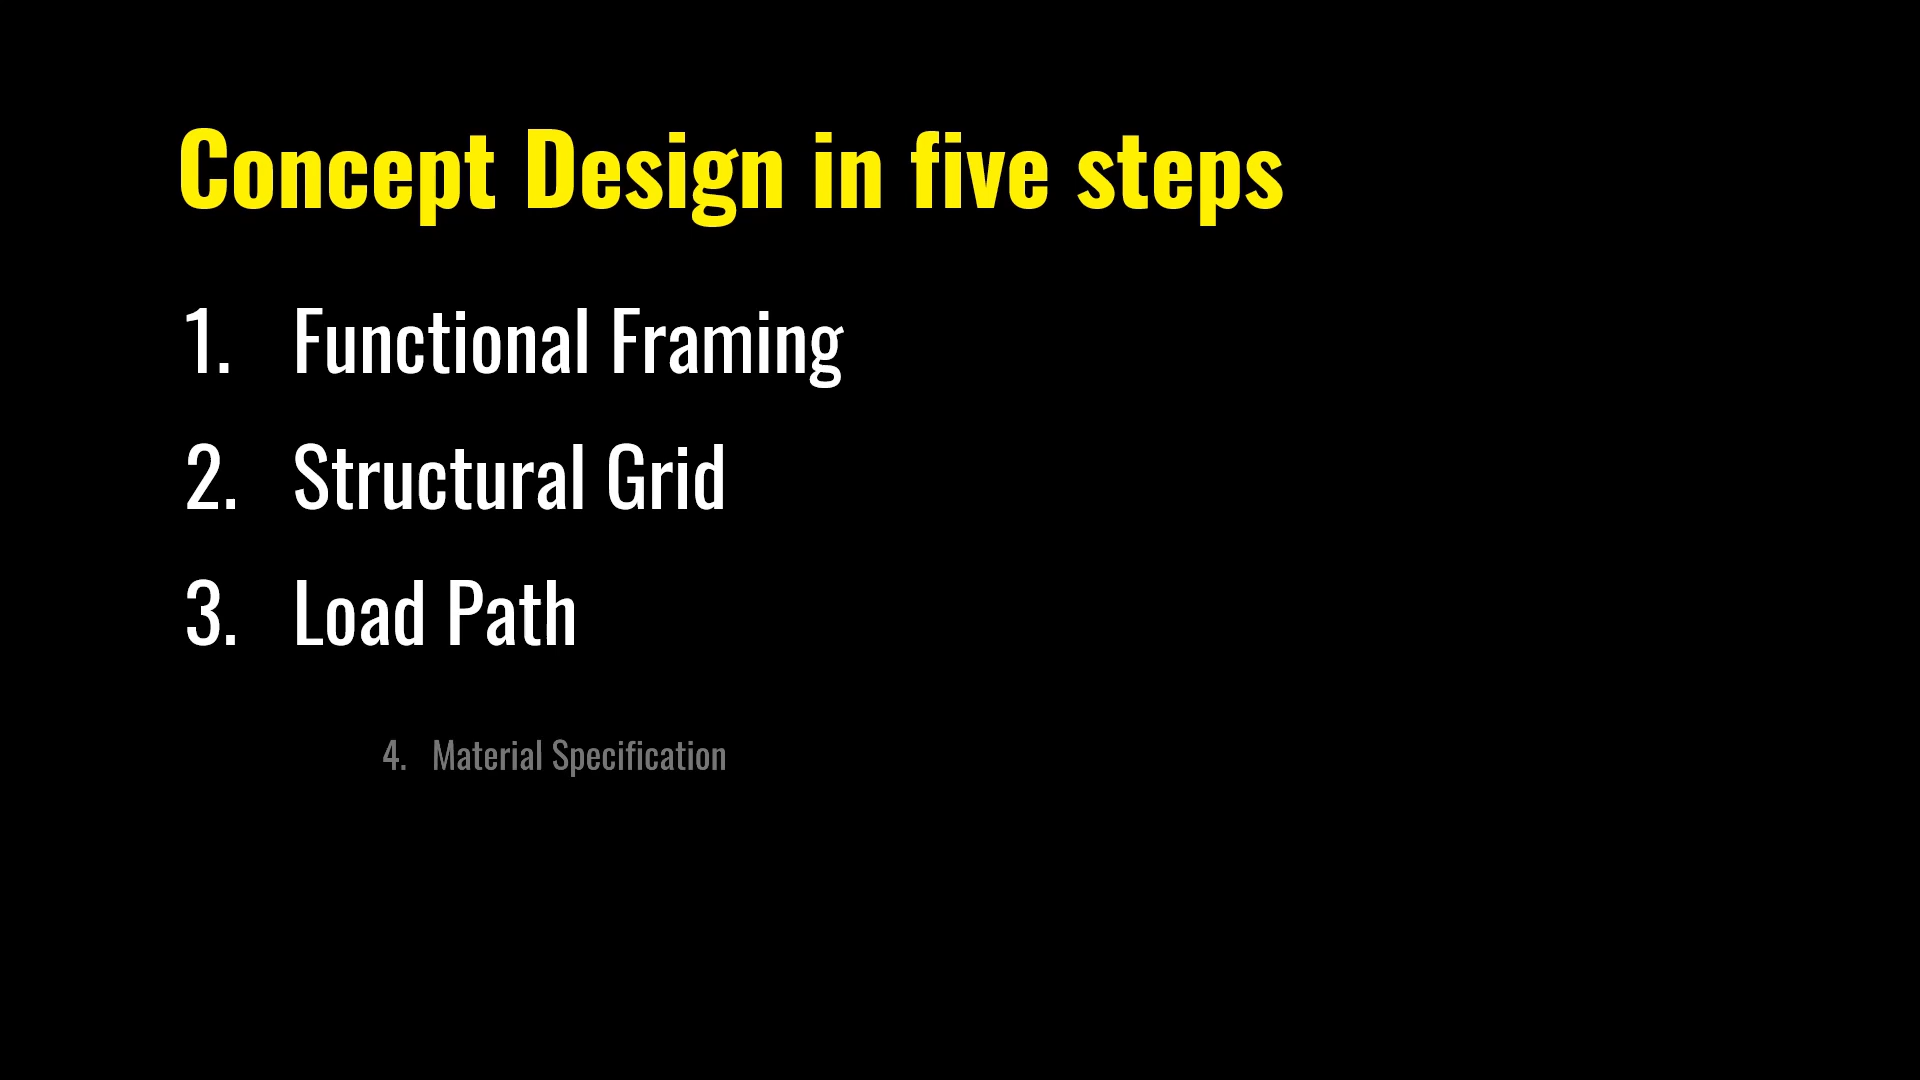 Concept Design in five steps
1. Functional Framing
2. Structural Grid
3. Load Path
4. Material Specification